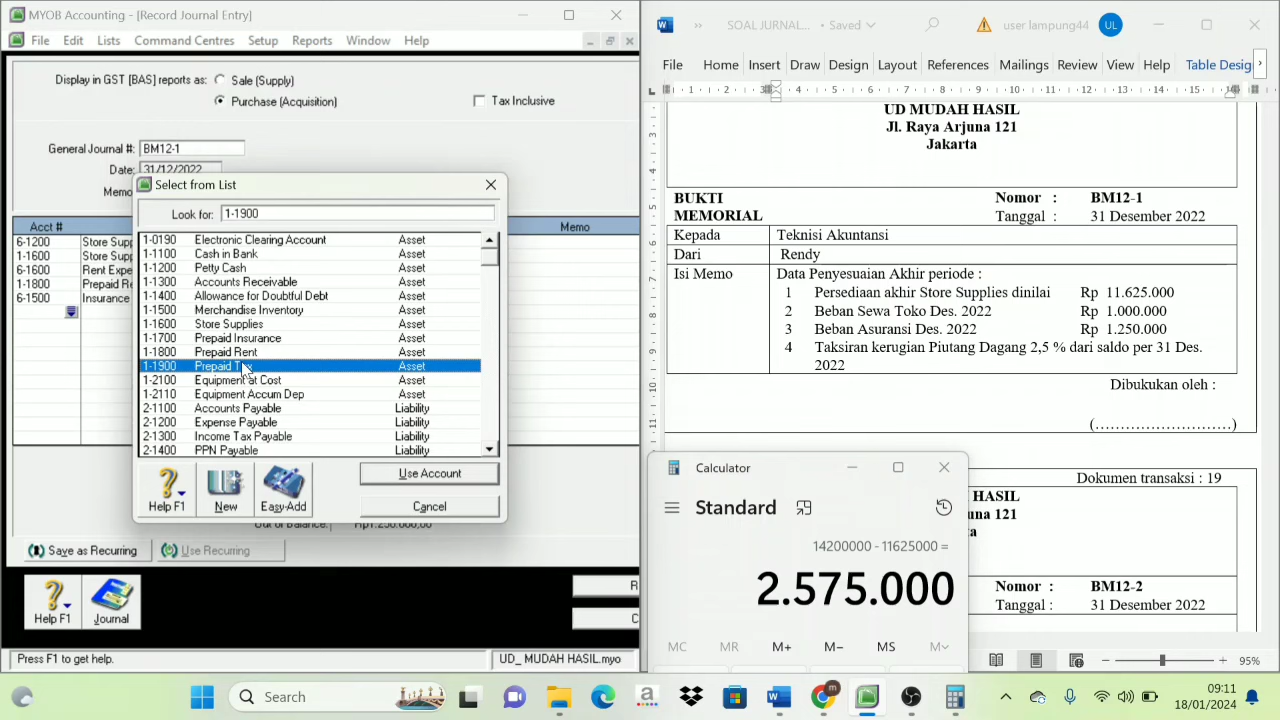 MYOB Accounting - [Record Journal Entry]
File Edit Lists Command Centres Setup Reports Window Help
Display in GST [BAS] reports as: Sale (Supply)
Purchase (Acquisition)
Tax Inclusive
General Journal #: BM12-1
Date: 31/12/2022
Memo
Acct # Memo
6-1200 Store Supp
1-1600 Store Supp
6-1600 Rent Expe
1-1800 Prepaid Re
6-1500 Insurance
Select from List
Look for: 1-1900
1-0190 Electronic Clearing Account Asset
1-1100 Cash in Bank Asset
1-1200 Petty Cash Asset
1-1300 Accounts Receivable Asset
1-1400 Allowance for Doubtful Debt Asset
1-1500 Merchandise Inventory Asset
1-1600 Store Supplies Asset
1-1700 Prepaid Insurance Asset
1-1800 Prepaid Rent Asset
1-1900 Prepaid Tax Asset
1-2100 Equipment at Cost Asset
1-2110 Equipment Accum Dep Asset
2-1100 Accounts Payable Liability
2-1200 Expense Payable Liability
2-1300 Income Tax Payable Liability
2-1400 PPN Payable Liability
Help F1 New Easy-Add
Use Account
Cancel
Out of Balance: Rp1.250.000,00
Save as Recurring Use Recurring
Help F1 Journal
R
C
Press F1 to get help. UD_ MUDAH HASIL.myo
SOAL JURNAL... • Saved user lampung44 UL
File Home Insert Draw Design Layout References Mailings Review View Help Table Desig
UD MUDAH HASIL
Jl. Raya Arjuna 121
Jakarta
BUKTI MEMORIAL
Nomor : BM12-1
Tanggal : 31 Desember 2022
Kepada Teknisi Akuntansi
Dari Rendy
Isi Memo Data Penyesuaian Akhir periode :
1 Persediaan akhir Store Supplies dinilai Rp 11.625.000
2 Beban Sewa Toko Des. 2022 Rp 1.000.000
3 Beban Asuransi Des. 2022 Rp 1.250.000
4 Taksiran kerugian Piutang Dagang 2,5 % dari saldo per 31 Des.
2022
Dibukukan oleh :
(……………………….)
Dokumen transaksi : 19
HASIL
una 121
a
Nomor : BM12-2
Tanggal : 31 Desember 2022
Calculator
Standard
14200000 - 11625000 =
2.575.000
MC MR M+ M− MS M
95%
Search
09:11
18/01/2024